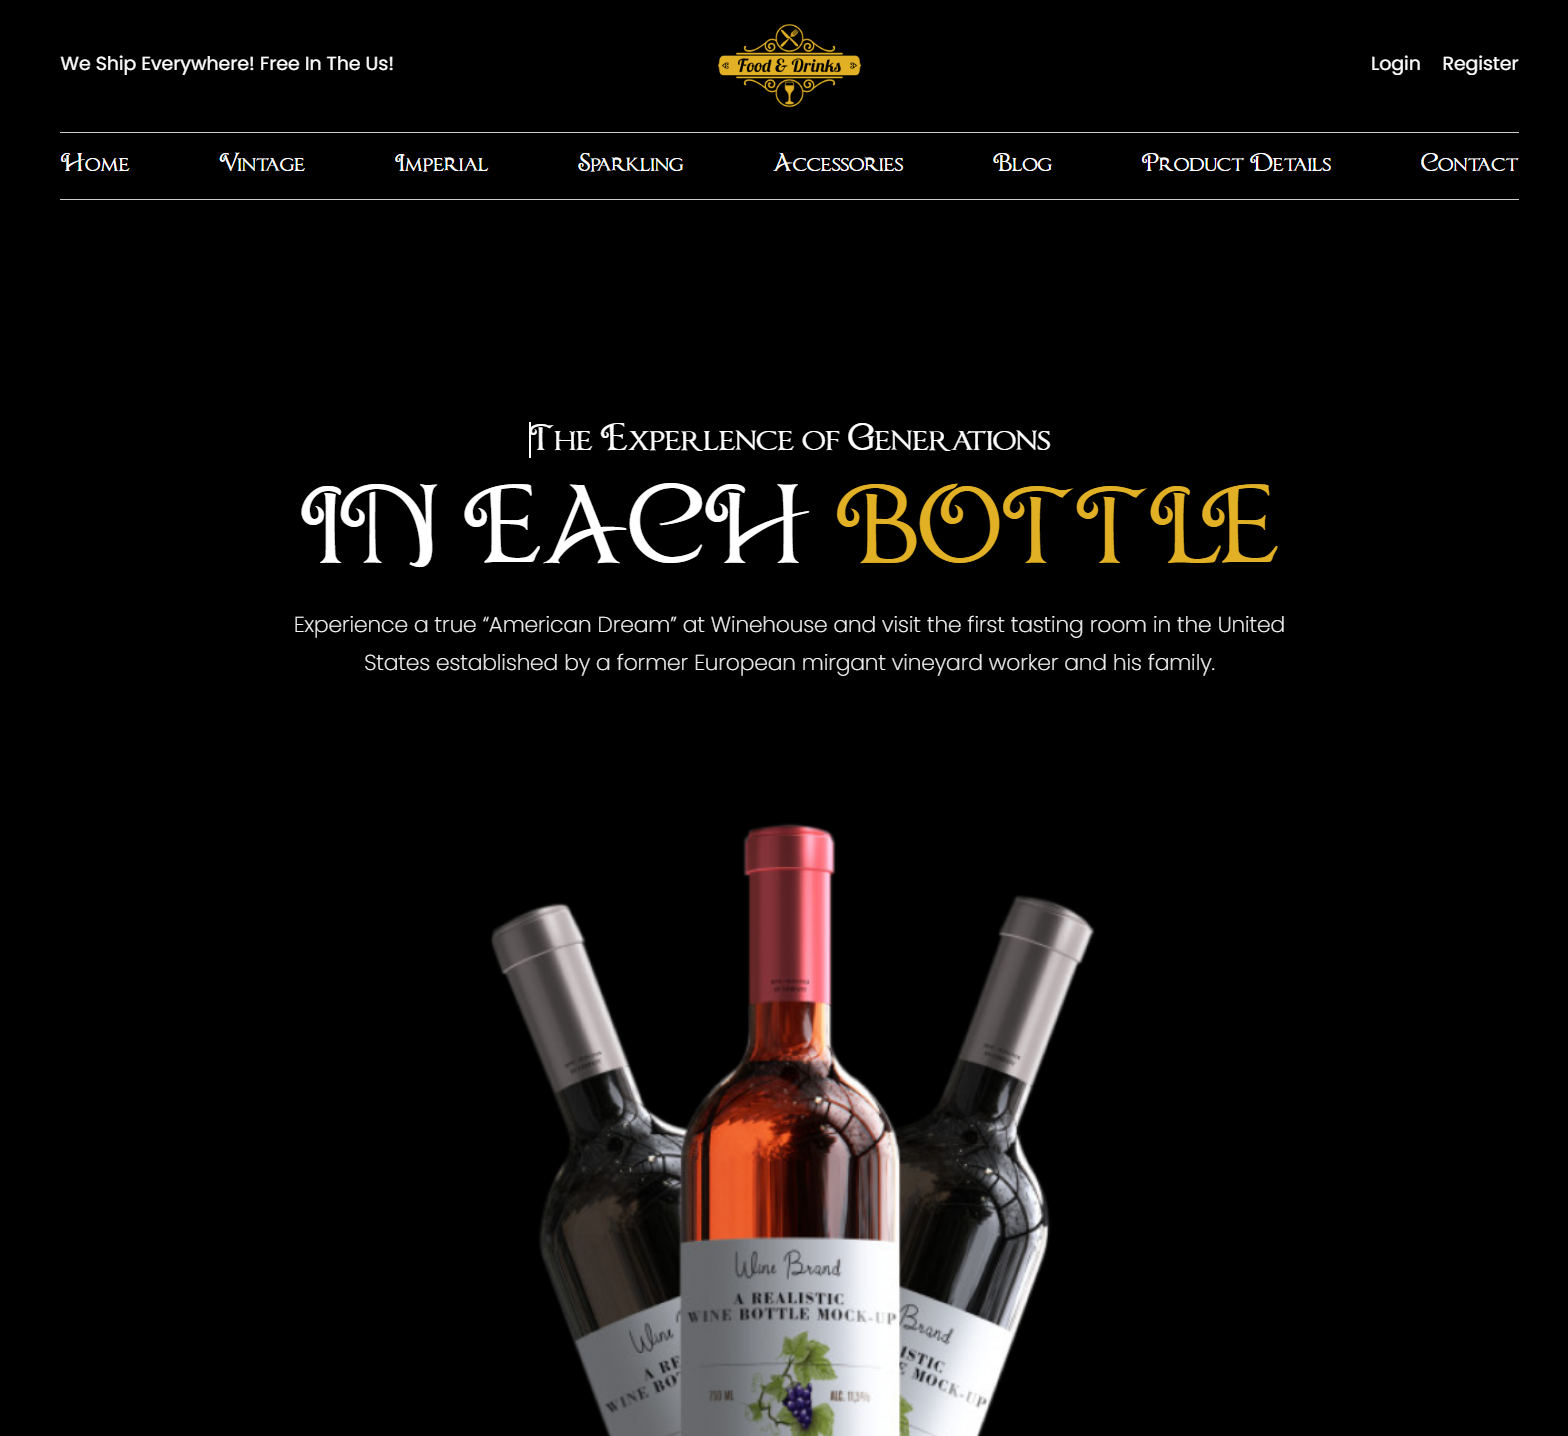 We Ship Everywhere! Free In The Us!
Food & Drinks
Login Register
Home Vintage Imperial Sparkling Accessories Blog Product Details Contact
The Experlence of Generations
IN EACH BOTTLE
Experience a true “American Dream” at Winehouse and visit the first tasting room in the United
States established by a former European mirgant vineyard worker and his family.
Wine Brand
A REALISTIC
WINE BOTTLE MOCK-UP
750 ML
ALC. 11,5%
Wine
A RE
WINE BOT
Brand
LISTIC
E MOCK-UP